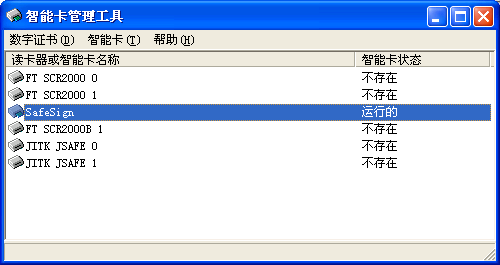 智能卡管理工具
数字证书(D) 智能卡(T) 帮助(H)
读卡器或智能卡名称 智能卡状态
FT SCR2000 0 不存在
FT SCR2000 1 不存在
SafeSign 运行的
FT SCR2000B 1 不存在
JITK JSAFE 0 不存在
JITK JSAFE 1 不存在